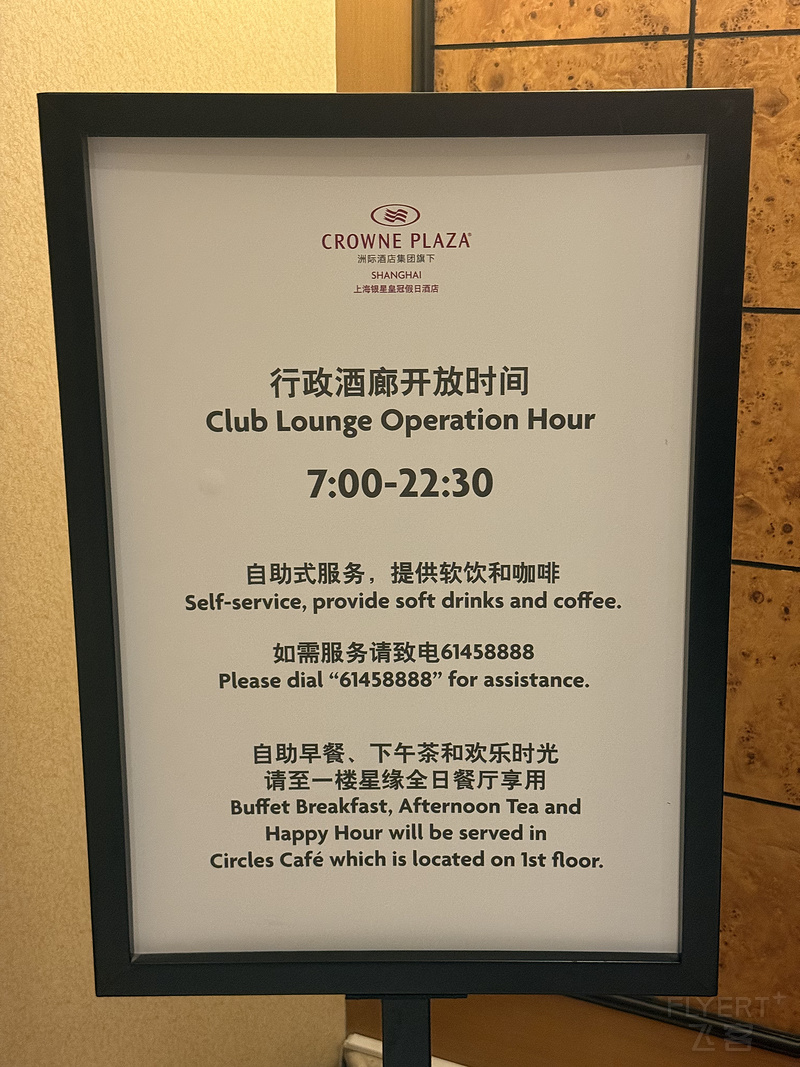 CROWNE PLAZA
洲际酒店集团旗下
SHANGHAI
上海银星皇冠假日酒店
行政酒廊开放时间
Club Lounge Operation Hour
7:00-22:30
自助式服务，提供软饮和咖啡
Self-service, provide soft drinks and coffee.
如需服务请致电61458888
Please dial “61458888” for assistance.
自助早餐、下午茶和欢乐时光
请至一楼星缘全日餐厅享用
Buffet Breakfast, Afternoon Tea and
Happy Hour will be served in
Circles Café which is located on 1st floor.
FLYERT+
飞客